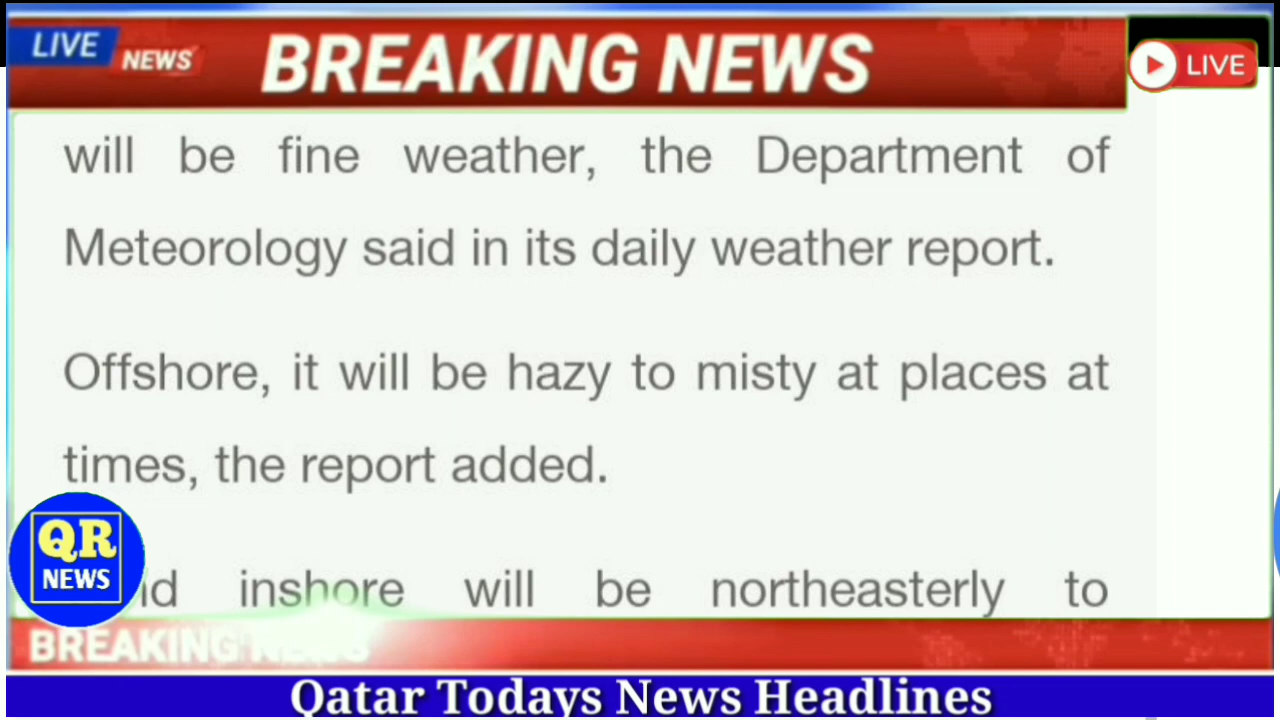 LIVE NEWS BREAKING NEWS LIVE
will be fine weather, the Department of
Meteorology said in its daily weather report.
Offshore, it will be hazy to misty at places at
times, the report added.
inshore will be northeasterly to
QR
NEWS
BREAKING NEWS
Qatar Todays News Headlines